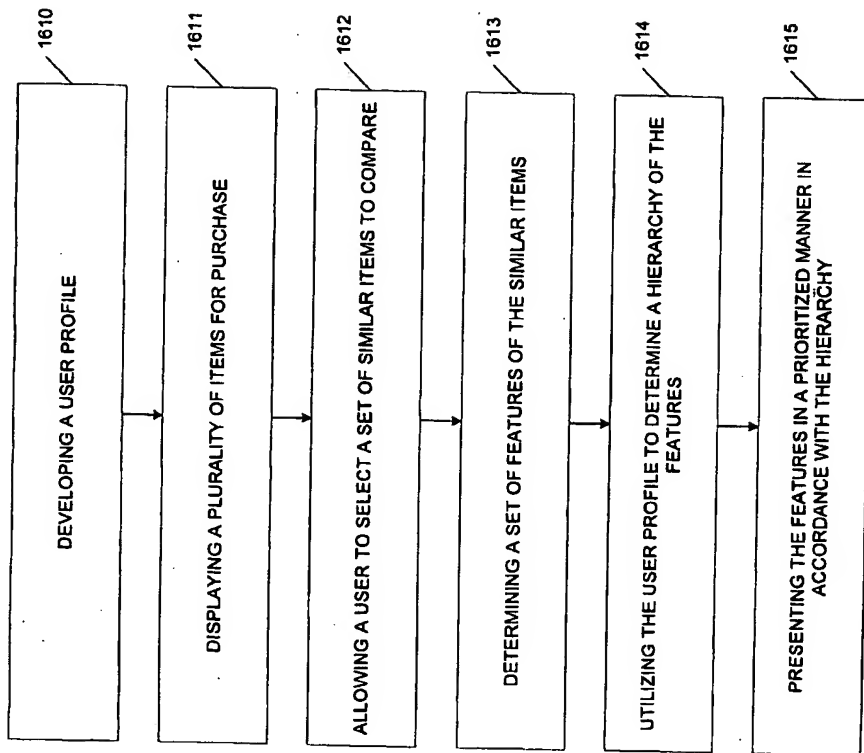 1610
DEVELOPING A USER PROFILE
1611
DISPLAYING A PLURALITY OF ITEMS FOR PURCHASE
1612
ALLOWING A USER TO SELECT A SET OF SIMILAR ITEMS TO COMPARE
1613
DETERMINING A SET OF FEATURES OF THE SIMILAR ITEMS
1614
UTILIZING THE USER PROFILE TO DETERMINE A HIERARCHY OF THE
FEATURES
1615
PRESENTING THE FEATURES IN A PRIORITIZED MANNER IN
ACCORDANCE WITH THE HIERARCHY